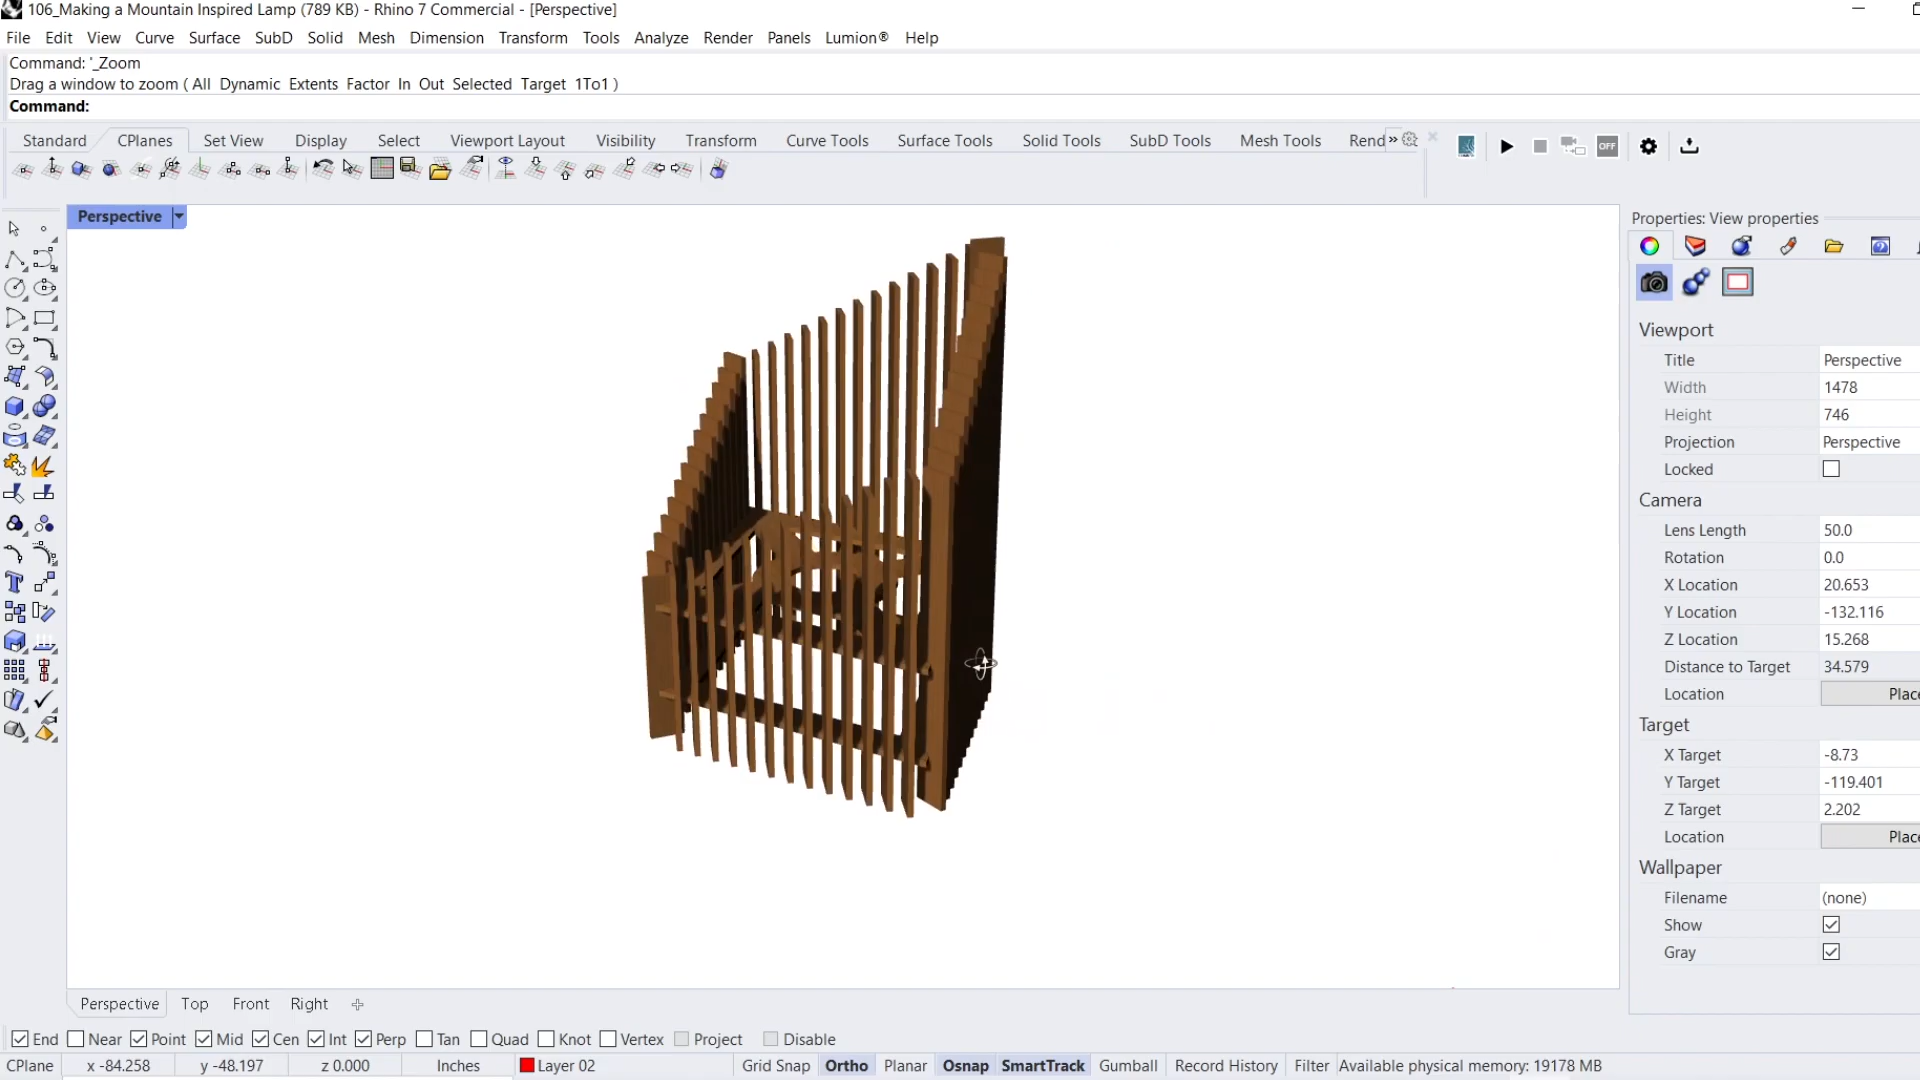 106_Making a Mountain Inspired Lamp (789 KB) - Rhino 7 Commercial - [Perspective]
File Edit View Curve Surface SubD Solid Mesh Dimension Transform Tools Analyze Render Panels Lumion® Help
Command: '_Zoom
Drag a window to zoom ( All Dynamic Extents Factor In Out Selected Target 1To1 )
Command:
Standard CPlanes Set View Display Select Viewport Layout Visibility Transform Curve Tools Surface Tools Solid Tools SubD Tools Mesh Tools Rend »
OFF
Perspective
Properties: View properties
Viewport
Title Perspective
Width 1478
Height 746
Projection Perspective
Locked
Camera
Lens Length 50.0
Rotation 0.0
X Location 20.653
Y Location -132.116
Z Location 15.268
Distance to Target 34.579
Location Place
Target
X Target -8.73
Y Target -119.401
Z Target 2.202
Location Place
Wallpaper
Filename (none)
Show
Gray
Perspective Top Front Right
End Near Point Mid Cen Int Perp Tan Quad Knot Vertex Project Disable
CPlane x -84.258 y -48.197 z 0.000 Inches Layer 02 Grid Snap Ortho Planar Osnap SmartTrack Gumball Record History Filter Available physical memory: 19178 MB